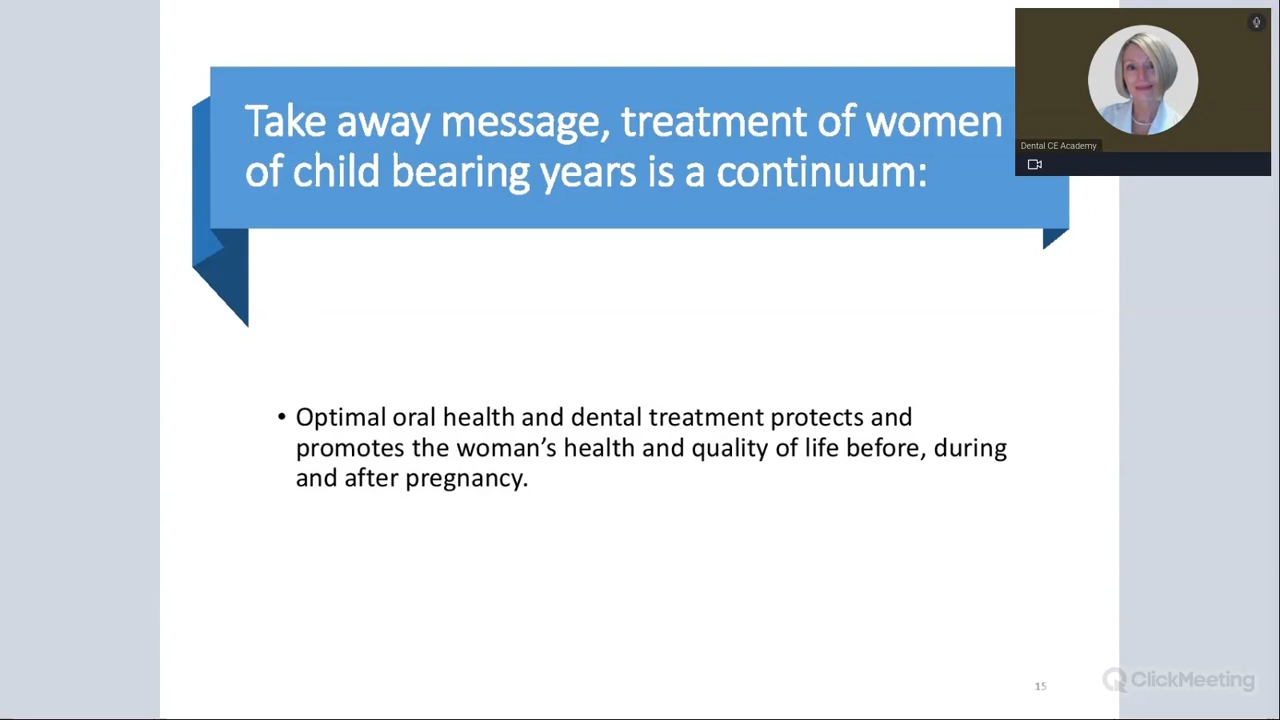 Take away message, treatment of women
of child bearing years is a continuum:
Dental CE Academy
• Optimal oral health and dental treatment protects and
promotes the woman’s health and quality of life before, during
and after pregnancy.
15
ClickMeeting